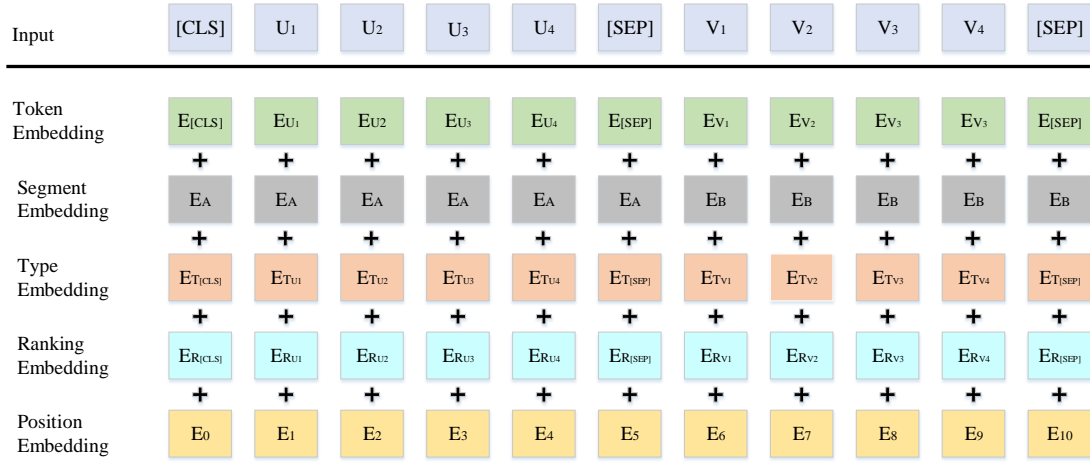 Input [CLS] U1 U2 U3 U4 [SEP] V1 V2 V3 V4 [SEP]
Token
Embedding
E[CLS] EU1 EU2 EU3 EU4 E[SEP] EV1 EV2 EV3 EV3 E[SEP]
+ + + + + + + + + + +
Segment
Embedding
EA EA EA EA EA EA EB EB EB EB EB
+ + + + + + + + + + +
Type
Embedding
ET[CLS] ETU1 ETU2 ETU3 ETU4 ET[SEP] ETV1 ETV2 ETV3 ETV4 ET[SEP]
+ + + + + + + + + + +
Ranking
Embedding
ER[CLS] ERU1 ERU2 ERU3 ERU4 ER[SEP] ERV1 ERV2 ERV3 ERV4 ER[SEP]
+ + + + + + + + + + +
Position
Embedding
E0 E1 E2 E3 E4 E5 E6 E7 E8 E9 E10